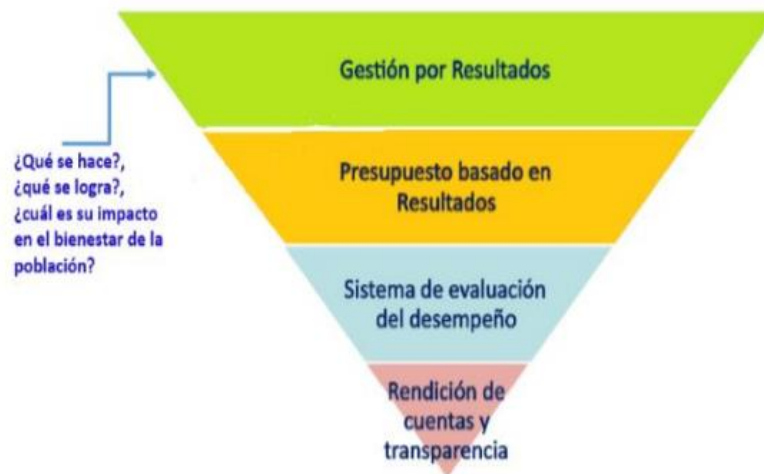 Gestión por Resultados
¿Qué se hace?,
¿qué se logra?,
¿cuál es su impacto
en el bienestar de la
población?
Presupuesto basado en
Resultados
Sistema de evaluación
del desempeño
Rendición de
cuentas y
transparencia